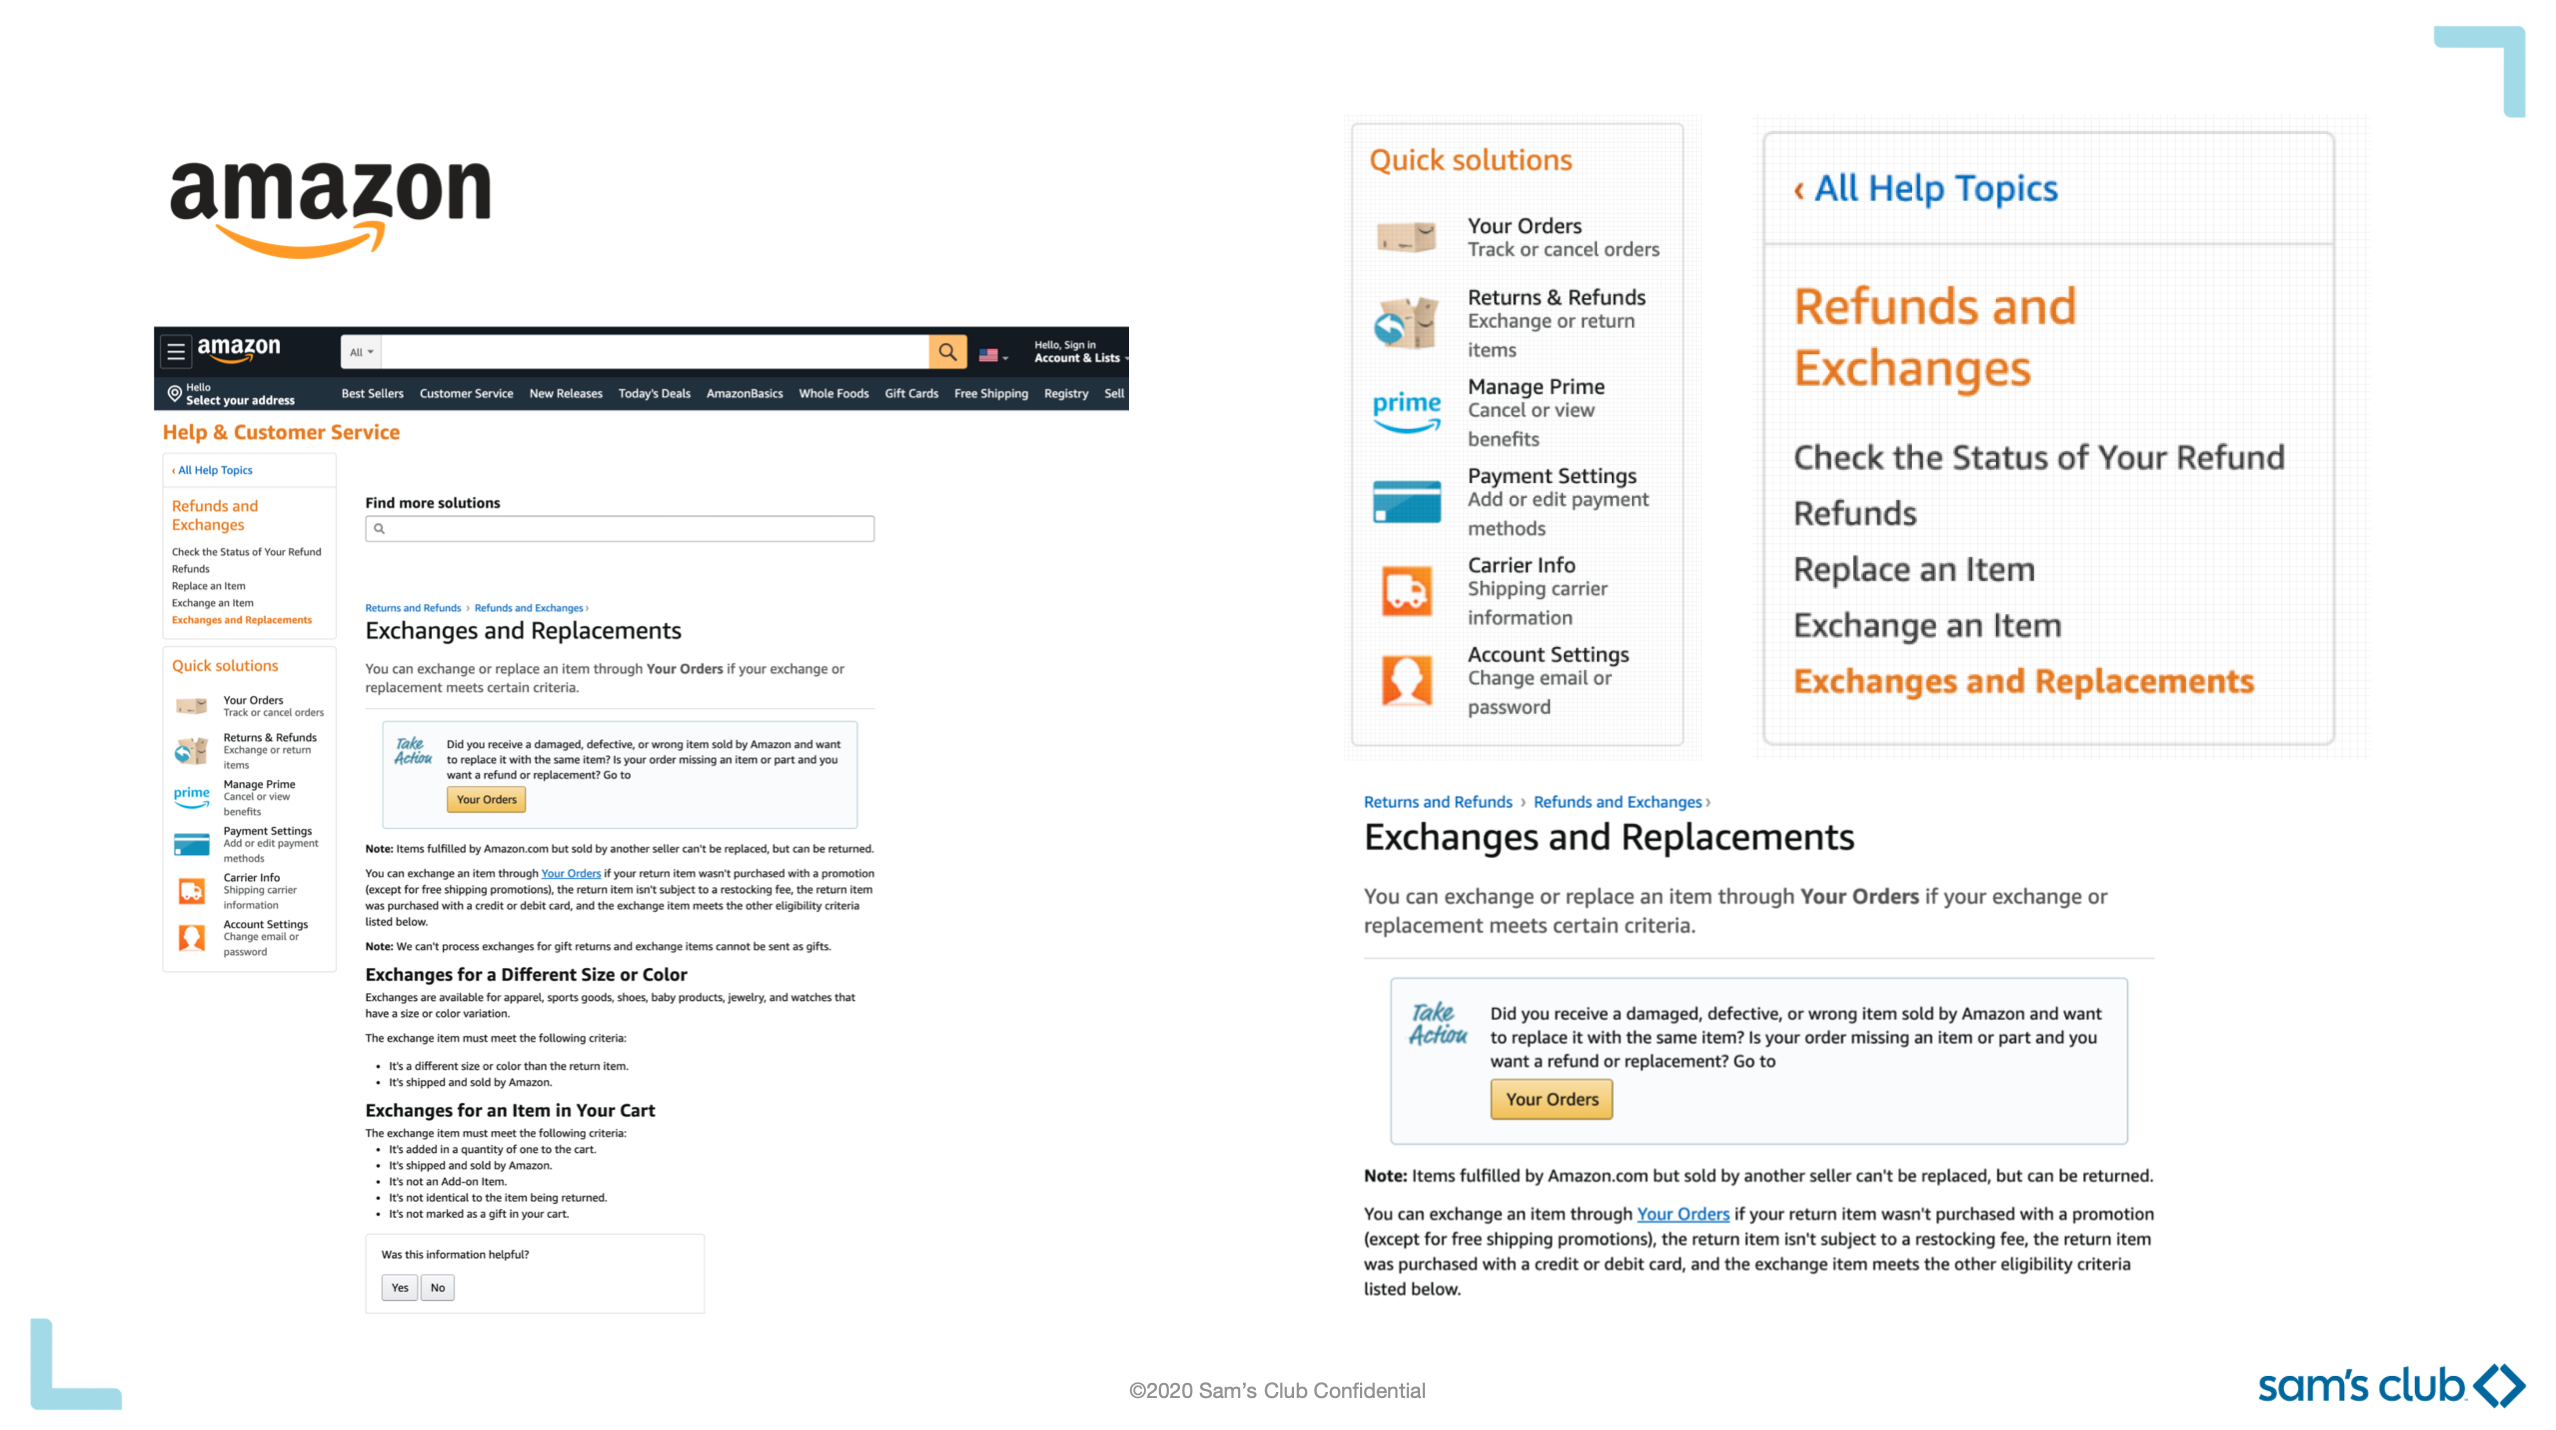 amazon
amazon
All
Hello, Sign in
Account & Lists
Hello
Select your address
Best Sellers Customer Service New Releases Today's Deals AmazonBasics Whole Foods Gift Cards Free Shipping Registry Sell
Help & Customer Service
‹ All Help Topics
Refunds and
Exchanges
Check the Status of Your Refund
Refunds
Replace an Item
Exchange an Item
Exchanges and Replacements
Quick solutions
Your Orders
Track or cancel orders
Returns & Refunds
Exchange or return
items
prime
Manage Prime
Cancel or view
benefits
Payment Settings
Add or edit payment
methods
Carrier Info
Shipping carrier
information
Account Settings
Change email or
password
Find more solutions
Returns and Refunds › Refunds and Exchanges ›
Exchanges and Replacements
You can exchange or replace an item through Your Orders if your exchange or
replacement meets certain criteria.
Take
Action
Did you receive a damaged, defective, or wrong item sold by Amazon and want
to replace it with the same item? Is your order missing an item or part and you
want a refund or replacement? Go to
Your Orders
Note: Items fulfilled by Amazon.com but sold by another seller can't be replaced, but can be returned.
You can exchange an item through Your Orders if your return item wasn't purchased with a promotion
(except for free shipping promotions), the return item isn't subject to a restocking fee, the return item
was purchased with a credit or debit card, and the exchange item meets the other eligibility criteria
listed below.
Note: We can't process exchanges for gift returns and exchange items cannot be sent as gifts.
Exchanges for a Different Size or Color
Exchanges are available for apparel, sports goods, shoes, baby products, jewelry, and watches that
have a size or color variation.
The exchange item must meet the following criteria:
• It's a different size or color than the return item.
• It's shipped and sold by Amazon.
Exchanges for an Item in Your Cart
The exchange item must meet the following criteria:
• It's added in a quantity of one to the cart.
• It's shipped and sold by Amazon.
• It's not an Add-on Item.
• It's not identical to the item being returned.
• It's not marked as a gift in your cart.
Was this information helpful?
Yes No
Quick solutions
Your Orders
Track or cancel orders
Returns & Refunds
Exchange or return
items
prime
Manage Prime
Cancel or view
benefits
Payment Settings
Add or edit payment
methods
Carrier Info
Shipping carrier
information
Account Settings
Change email or
password
‹ All Help Topics
Refunds and
Exchanges
Check the Status of Your Refund
Refunds
Replace an Item
Exchange an Item
Exchanges and Replacements
Returns and Refunds › Refunds and Exchanges ›
Exchanges and Replacements
You can exchange or replace an item through Your Orders if your exchange or
replacement meets certain criteria.
Take
Action
Did you receive a damaged, defective, or wrong item sold by Amazon and want
to replace it with the same item? Is your order missing an item or part and you
want a refund or replacement? Go to
Your Orders
Note: Items fulfilled by Amazon.com but sold by another seller can't be replaced, but can be returned.
You can exchange an item through Your Orders if your return item wasn't purchased with a promotion
(except for free shipping promotions), the return item isn't subject to a restocking fee, the return item
was purchased with a credit or debit card, and the exchange item meets the other eligibility criteria
listed below.
©2020 Sam's Club Confidential
sam's club